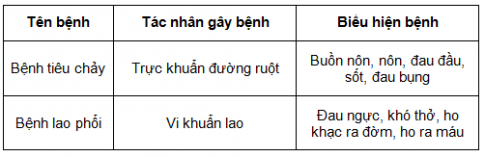 Tên bệnh Tác nhân gây bệnh Biểu hiện bệnh
Bệnh tiêu chảy Trực khuẩn đường ruột Buồn nôn, nôn, đau đầu,
sốt, đau bụng
Bệnh lao phổi Vi khuẩn lao Đau ngực, khó thở, ho
khạc ra đờm, ho ra máu